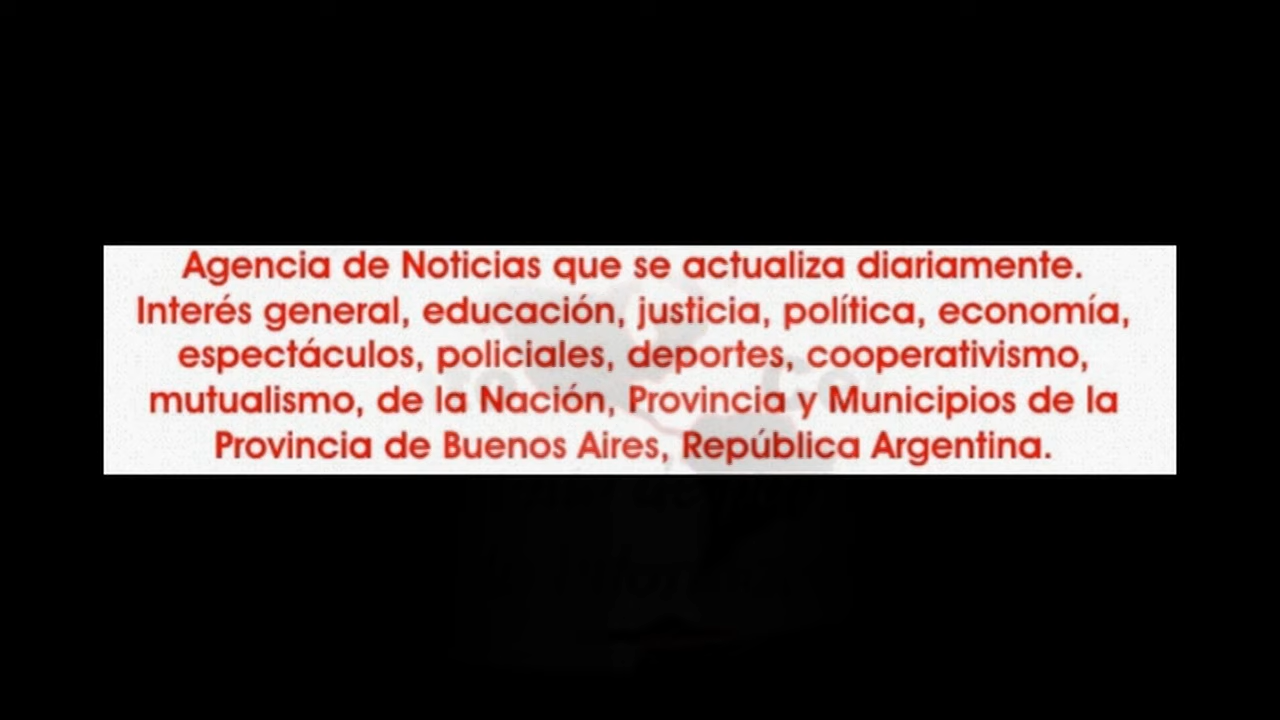 Agencia de Noticias que se actualiza diariamente.
Interés general, educación, justicia, política, economía,
espectáculos, policiales, deportes, cooperativismo,
mutualismo, de la Nación, Provincia y Municipios de la
Provincia de Buenos Aires, República Argentina.